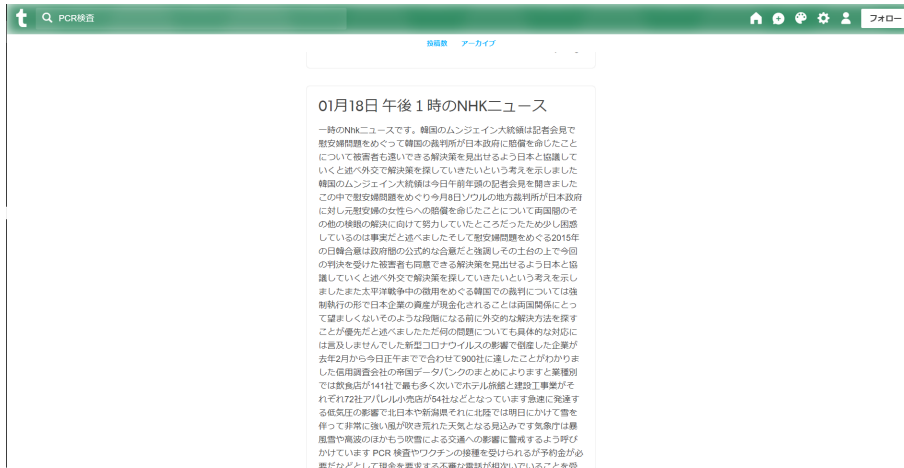 t PCR検査 フォロー
投稿数 アーカイブ
01月18日 午後１時のNHKニュース
一時のNhkニュースです。韓国のムンジェイン大統領は記者会見で
慰安婦問題をめぐって韓国の裁判所が日本政府に賠償を命じたこと
について被害者も遠いできる解決策を見出せるよう日本と協議して
いくと述べ外交で解決策を探していきたいという考えを示しました
韓国のムンジェイン大統領は今日午前年頭の記者会見を開きました
この中で慰安婦問題をめぐり今月8日ソウルの地方裁判所が日本政府
に対し元慰安婦の女性らへの賠償を命じたことについて両国間のそ
の他の検眼の解決に向けて努力していたところだったため少し困惑
しているのは事実だと述べましたそして慰安婦問題をめぐる2015年
の日韓合意は政府間の公式的な合意だと強調しその土台の上で今回
の判決を受けた被害者も同意できる解決策を見出せるよう日本と協
議していくと述べ外交で解決策を探していきたいという考えを示し
ましたまた太平洋戦争中の徴用をめぐる韓国での裁判については強
制執行の形で日本企業の資産が現金化されることは両国関係にとっ
て望ましくないそのような段階になる前に外交的な解決方法を探す
ことが優先だと述べましたただ何の問題についても具体的な対応に
は言及しませんでした新型コロナウイルスの影響で倒産した企業が
去年2月から今日正午までで合わせて900社に達したことがわかりま
した信用調査会社の帝国データバンクのまとめによりますと業種別
では飲食店が141社で最も多く次いでホテル旅館と建設工事業がそ
れぞれ72社アパレル小売店が54社などとなっています急速に発達す
る低気圧の影響で北日本や新潟県それに北陸では明日にかけて雪を
伴って非常に強い風が吹き荒れた天気となる見込みです気象庁は暴
風雪や高波のほかもう吹雪による交通への影響に警戒するよう呼び
かけています PCR 検査やワクチンの接種を受けられるが予約金が必
要だなどとして現金を要求する不審な電話が相次いでいることを受